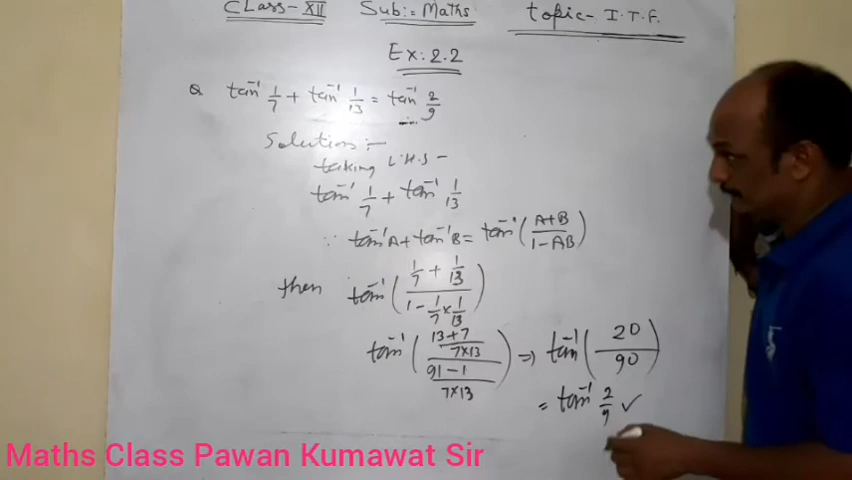 Class-XII Sub:- Maths topic- I.T.F.
Ex:2.2
Q tan⁻¹ 1/7 + tan⁻¹ 1/13 = tan⁻¹ 2/9
Solution:-
taking L.H.S-
tan⁻¹ 1/7 + tan⁻¹ 1/13
∵ tan⁻¹A + tan⁻¹B = tan⁻¹((A+B)/(1-AB))
then tan⁻¹((1/7 + 1/13)/(1 - 1/7 × 1/13))
tan⁻¹(((13+7)/(7×13))/((91-1)/(7×13))) ⇒ tan⁻¹(20/90)
= tan⁻¹ 2/9 ✓
Maths Class Pawan Kumawat Sir